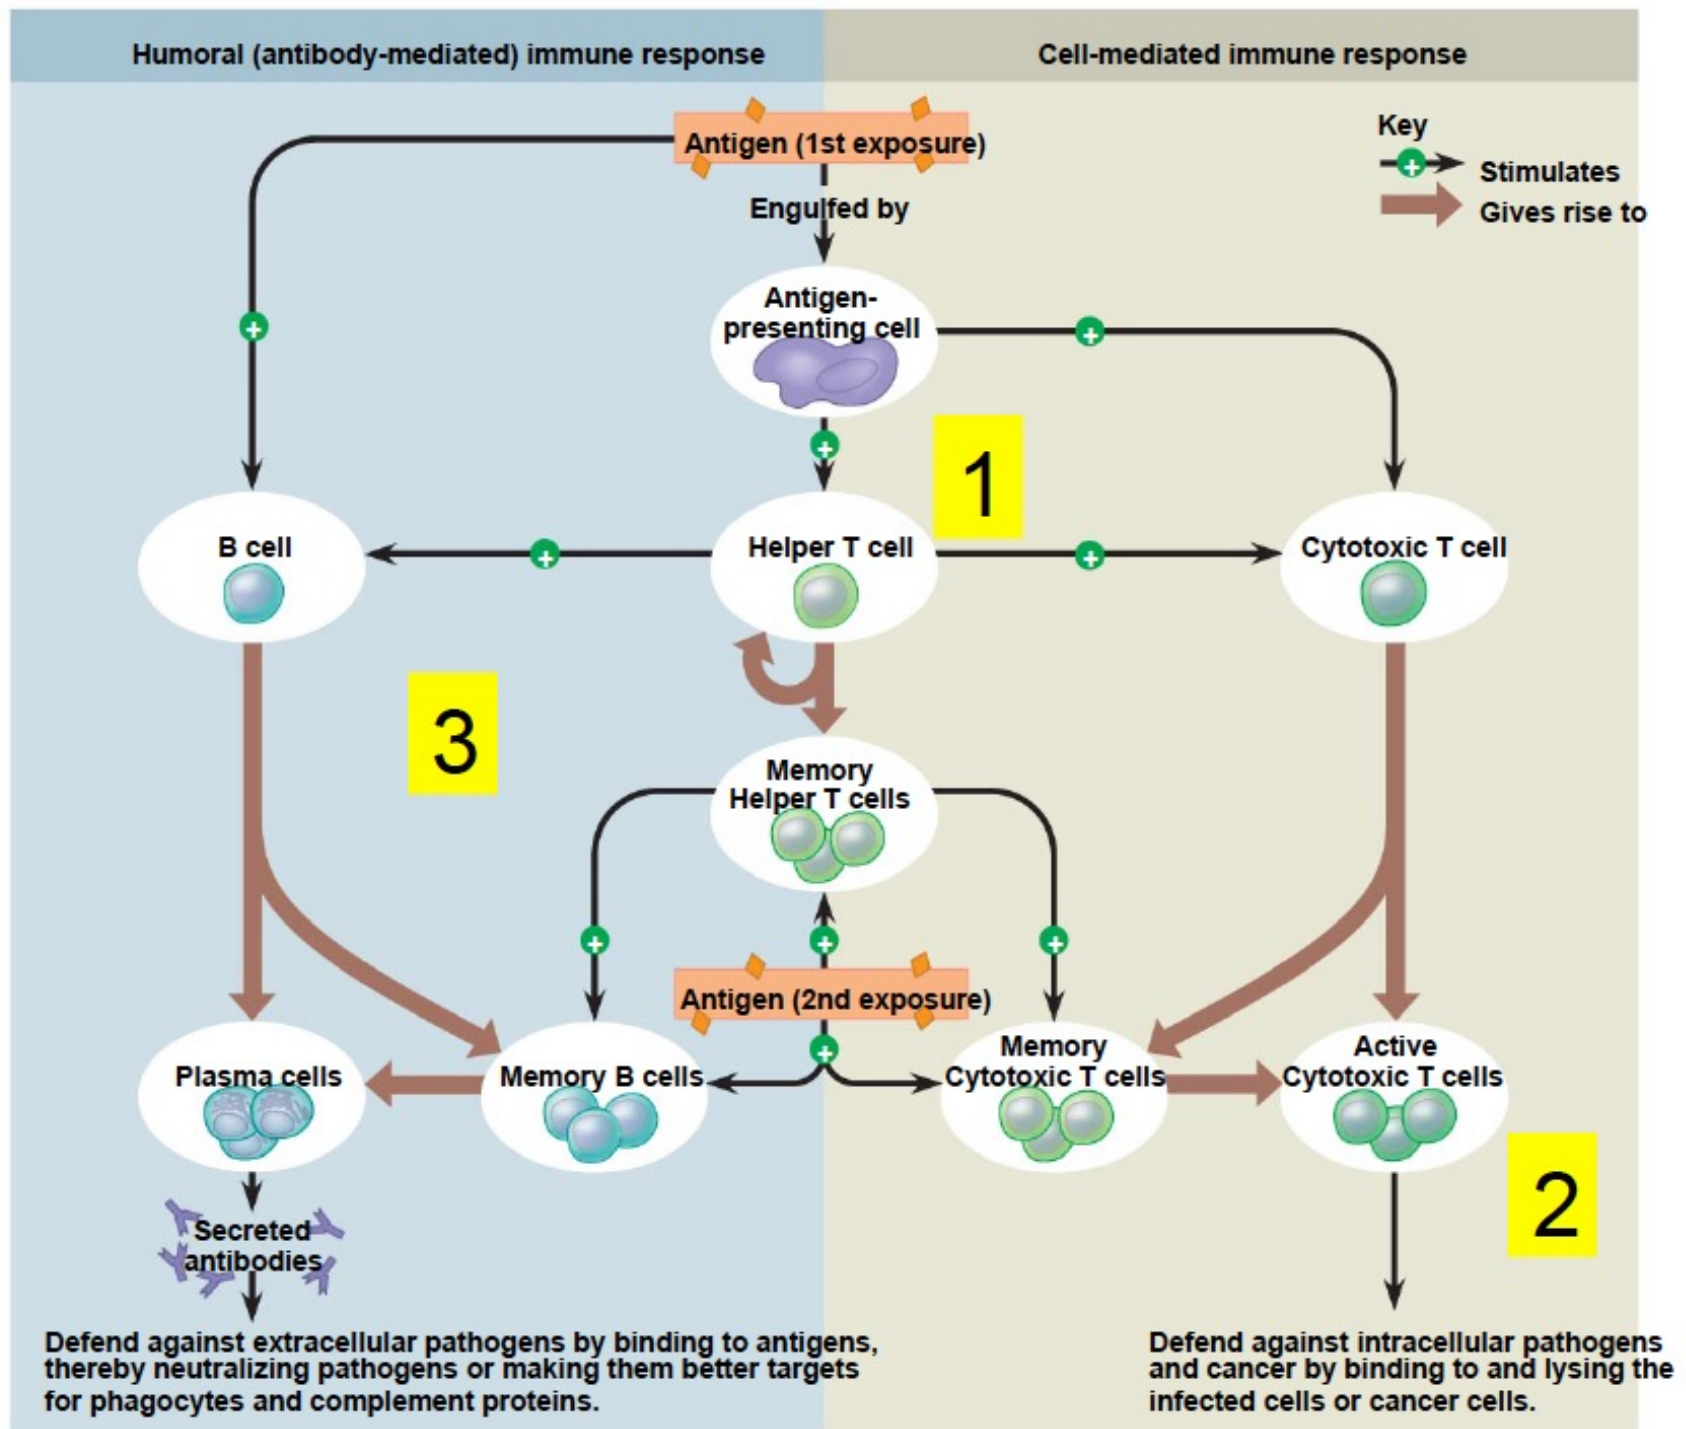 Humoral (antibody-mediated) immune response
Cell-mediated immune response
Antigen (1st exposure)
Key
+
Stimulates
Gives rise to
Engulfed by
Antigen-
presenting cell
+
+
+
1
B cell
+
Helper T cell
+
Cytotoxic T cell
3
Memory
Helper T cells
+
+
+
Antigen (2nd exposure)
+
Plasma cells
Memory B cells
Memory
Cytotoxic T cells
Active
Cytotoxic T cells
2
Secreted
antibodies
Defend against extracellular pathogens by binding to antigens,
thereby neutralizing pathogens or making them better targets
for phagocytes and complement proteins.
Defend against intracellular pathogens
and cancer by binding to and lysing the
infected cells or cancer cells.